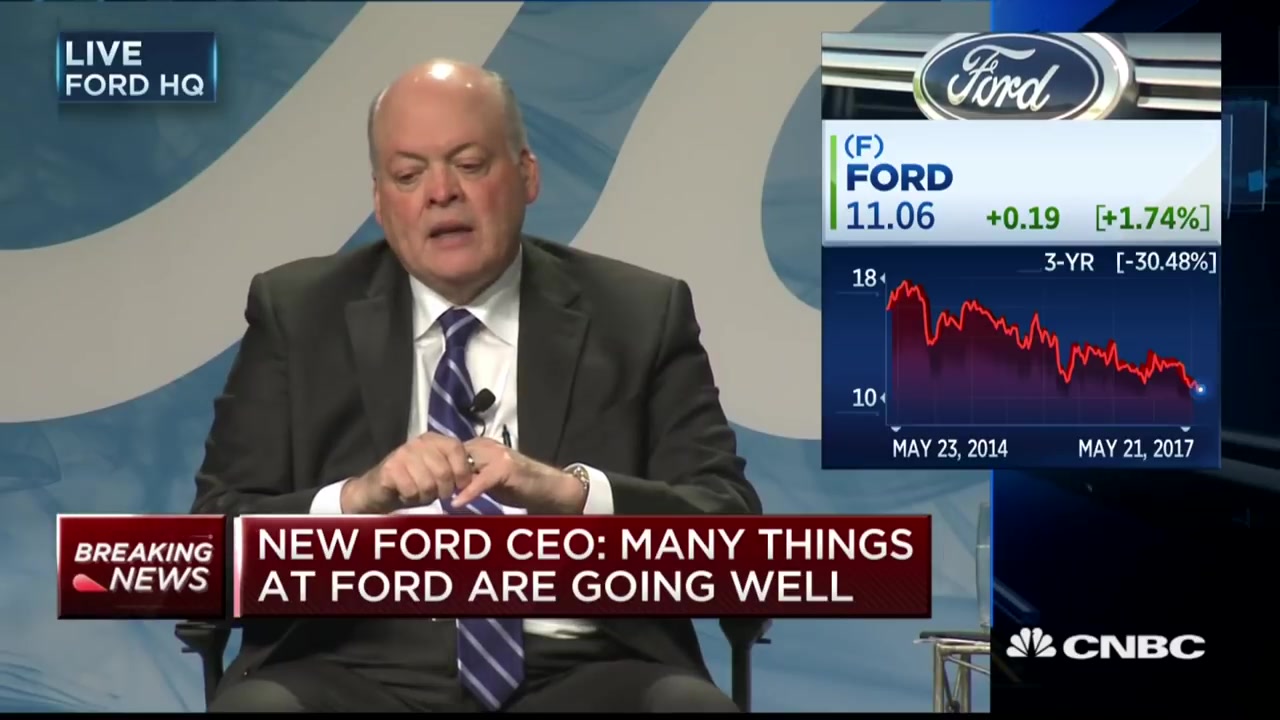 LIVE
FORD HQ
Ford
(F)
FORD
11.06 +0.19 [+1.74%]
3-YR [-30.48%]
18
10
MAY 23, 2014 MAY 21, 2017
BREAKING
NEWS
NEW FORD CEO: MANY THINGS
AT FORD ARE GOING WELL
CNBC